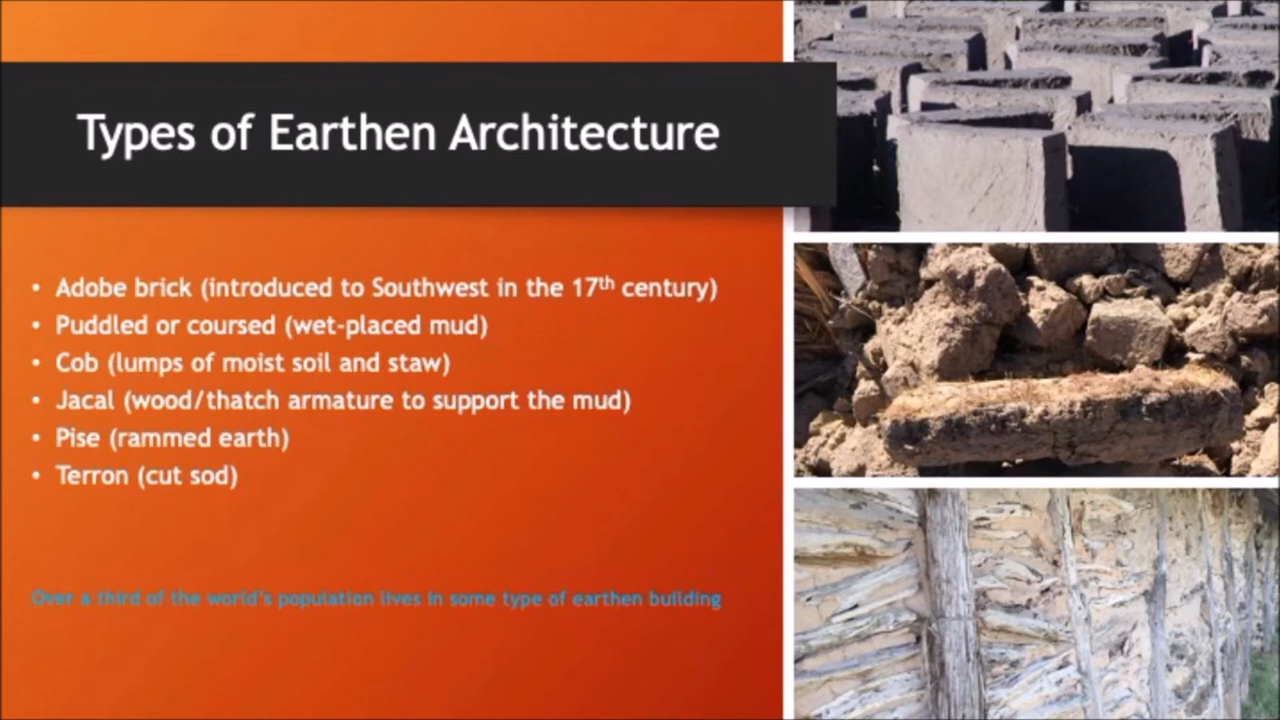 Types of Earthen Architecture
• Adobe brick (introduced to Southwest in the 17th century)
• Puddled or coursed (wet-placed mud)
• Cob (lumps of moist soil and staw)
• Jacal (wood/thatch armature to support the mud)
• Pise (rammed earth)
• Terron (cut sod)
Over a third of the world's population lives in some type of earthen building